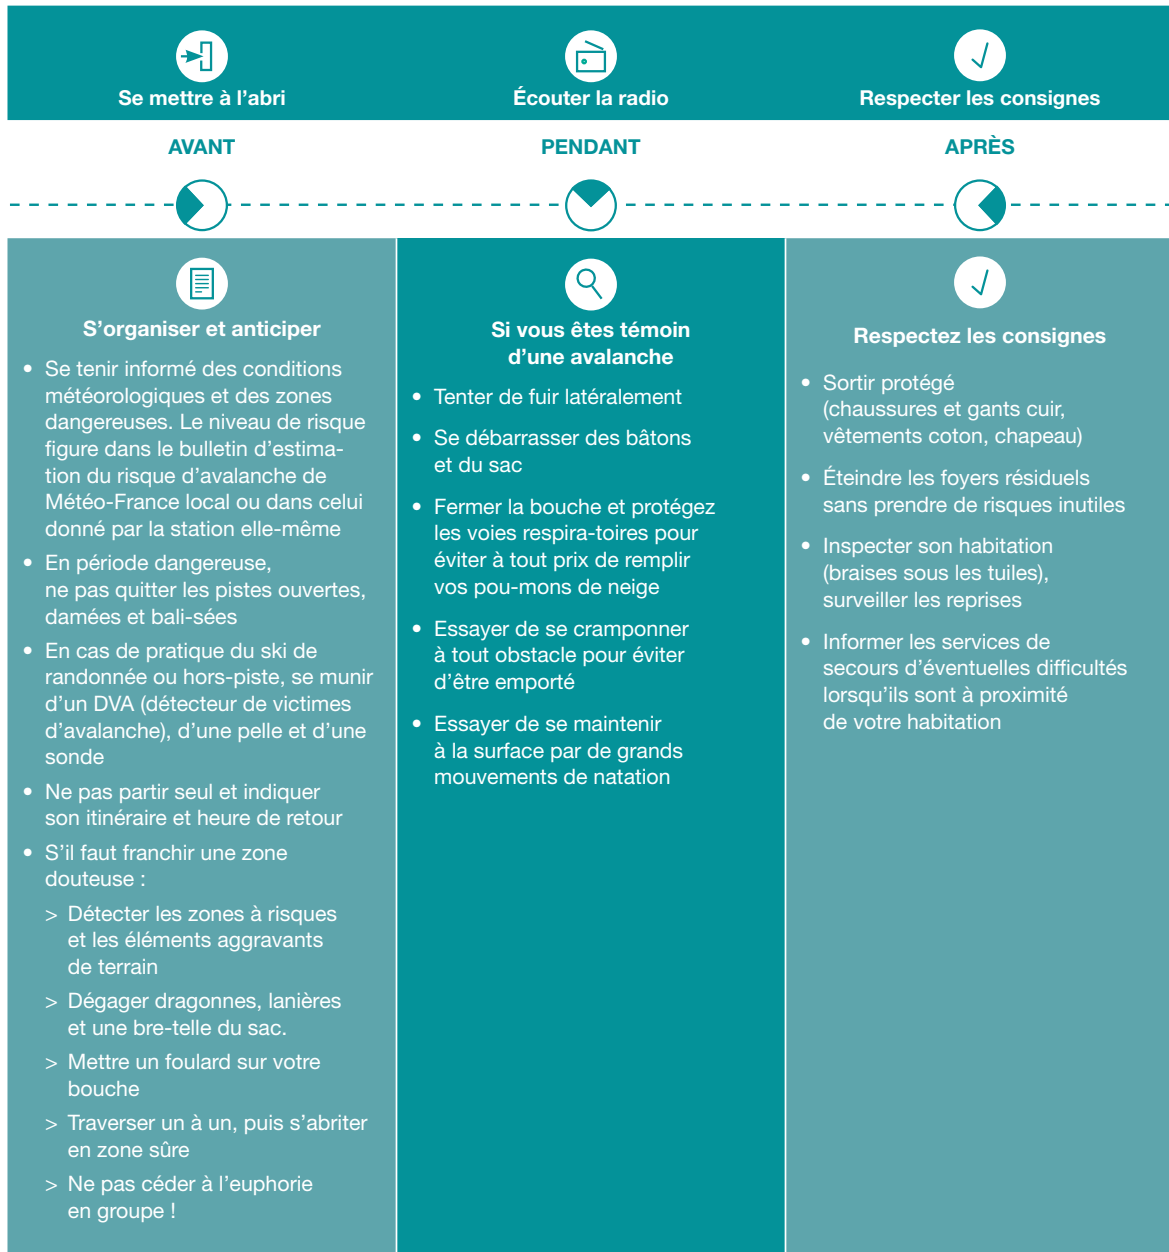 Se mettre à l'abri
Écouter la radio
Respecter les consignes
AVANT
PENDANT
APRÈS
S'organiser et anticiper
• Se tenir informé des conditions
météorologiques et des zones
dangereuses. Le niveau de risque
figure dans le bulletin d'estima-
tion du risque d'avalanche de
Météo-France local ou dans celui
donné par la station elle-même
• En période dangereuse,
ne pas quitter les pistes ouvertes,
damées et bali-sées
• En cas de pratique du ski de
randonnée ou hors-piste, se munir
d'un DVA (détecteur de victimes
d'avalanche), d'une pelle et d'une
sonde
• Ne pas partir seul et indiquer
son itinéraire et heure de retour
• S'il faut franchir une zone
douteuse :
> Détecter les zones à risques
et les éléments aggravants
de terrain
> Dégager dragonnes, lanières
et une bre-telle du sac.
> Mettre un foulard sur votre
bouche
> Traverser un à un, puis s'abriter
en zone sûre
> Ne pas céder à l'euphorie
en groupe !
Si vous êtes témoin
d'une avalanche
• Tenter de fuir latéralement
• Se débarrasser des bâtons
et du sac
• Fermer la bouche et protégez
les voies respira-toires pour
éviter à tout prix de remplir
vos pou-mons de neige
• Essayer de se cramponner
à tout obstacle pour éviter
d'être emporté
• Essayer de se maintenir
à la surface par de grands
mouvements de natation
Respectez les consignes
• Sortir protégé
(chaussures et gants cuir,
vêtements coton, chapeau)
• Éteindre les foyers résiduels
sans prendre de risques inutiles
• Inspecter son habitation
(braises sous les tuiles),
surveiller les reprises
• Informer les services de
secours d'éventuelles difficultés
lorsqu'ils sont à proximité
de votre habitation